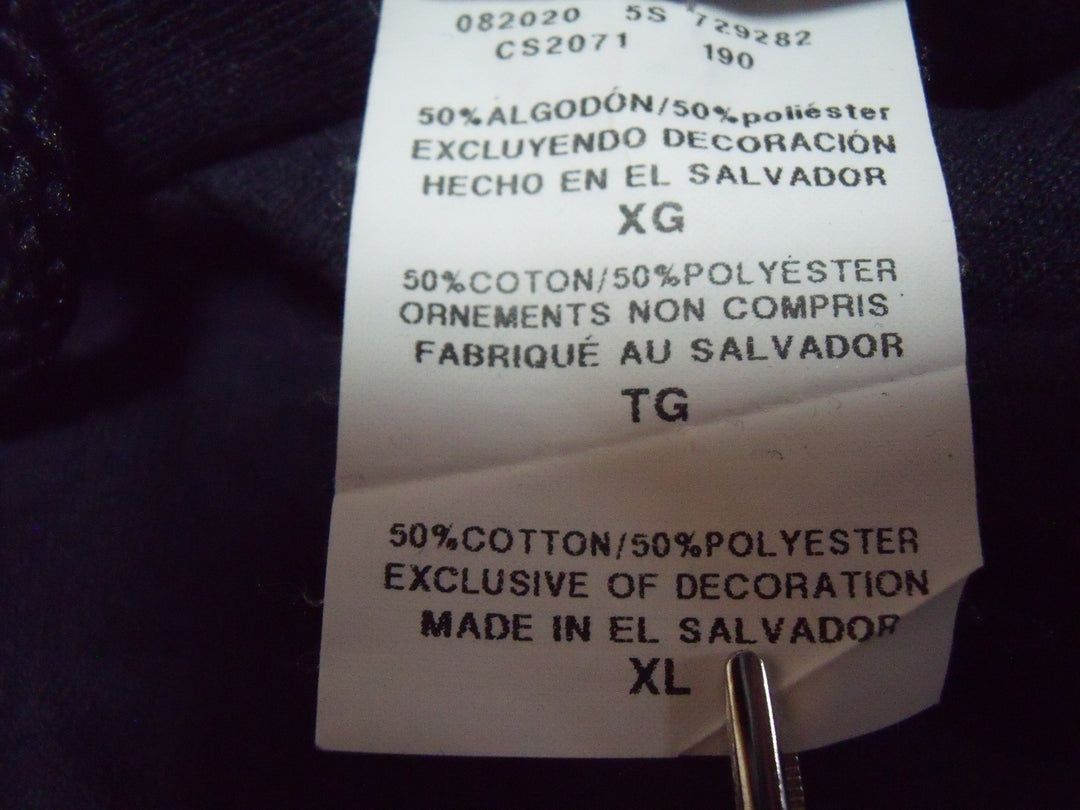 082020 5S 729282
CS2071 190
50%ALGODÓN/50%poliéster
EXCLUYENDO DECORACIÓN
HECHO EN EL SALVADOR
XG
50%COTON/50%POLYÉSTER
ORNEMENTS NON COMPRIS
FABRIQUÉ AU SALVADOR
TG
50%COTTON/50%POLYESTER
EXCLUSIVE OF DECORATION
MADE IN EL SALVADOR
XL